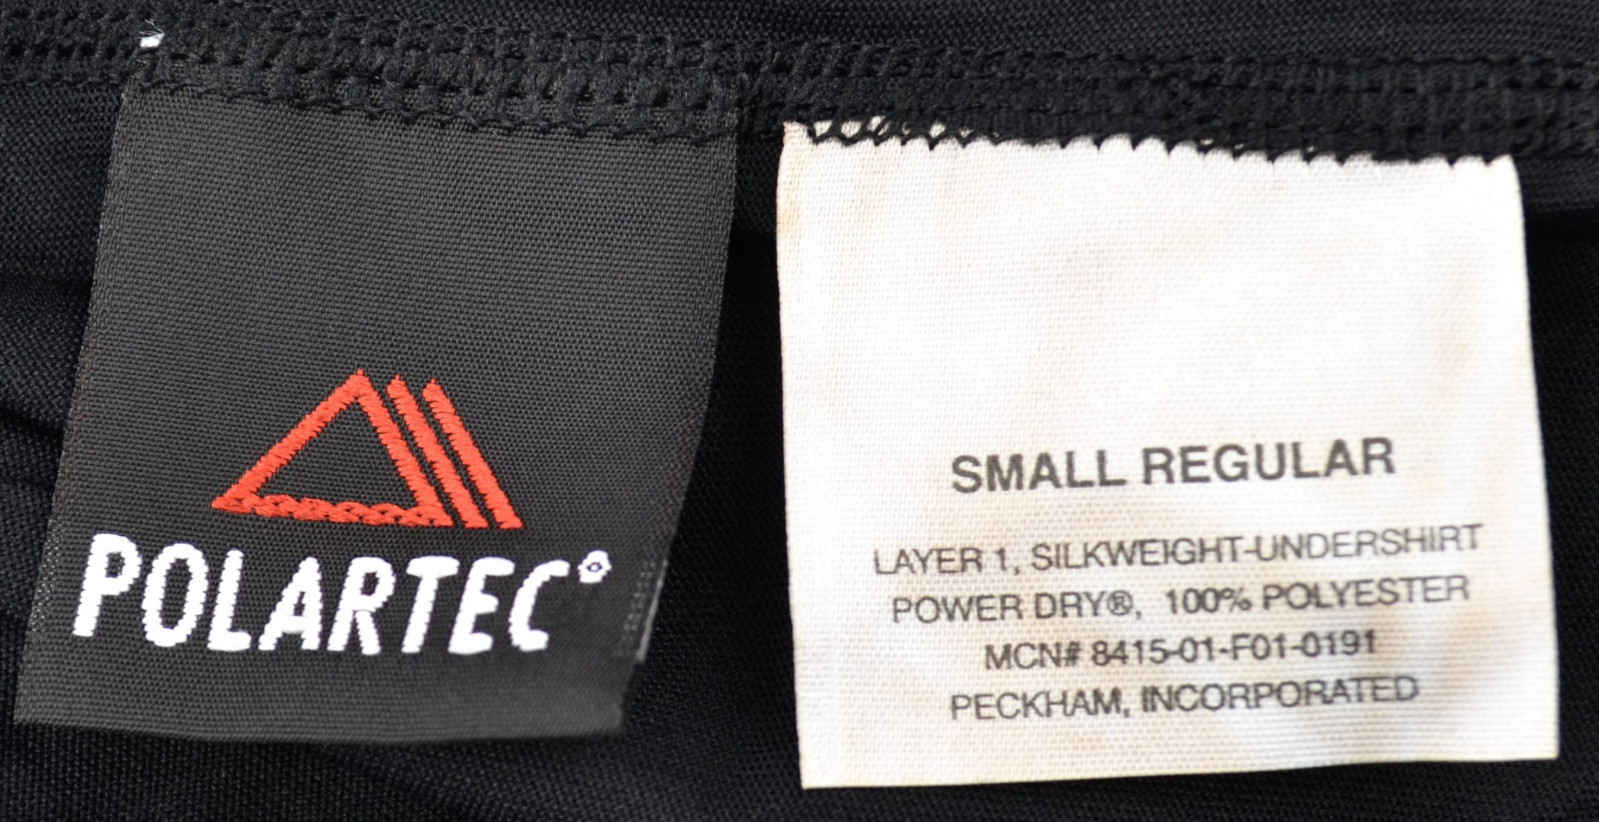 POLARTEC®
SMALL REGULAR
LAYER 1, SILKWEIGHT-UNDERSHIRT
POWER DRY®, 100% POLYESTER
MCN# 8415-01-F01-0191
PECKHAM, INCORPORATED